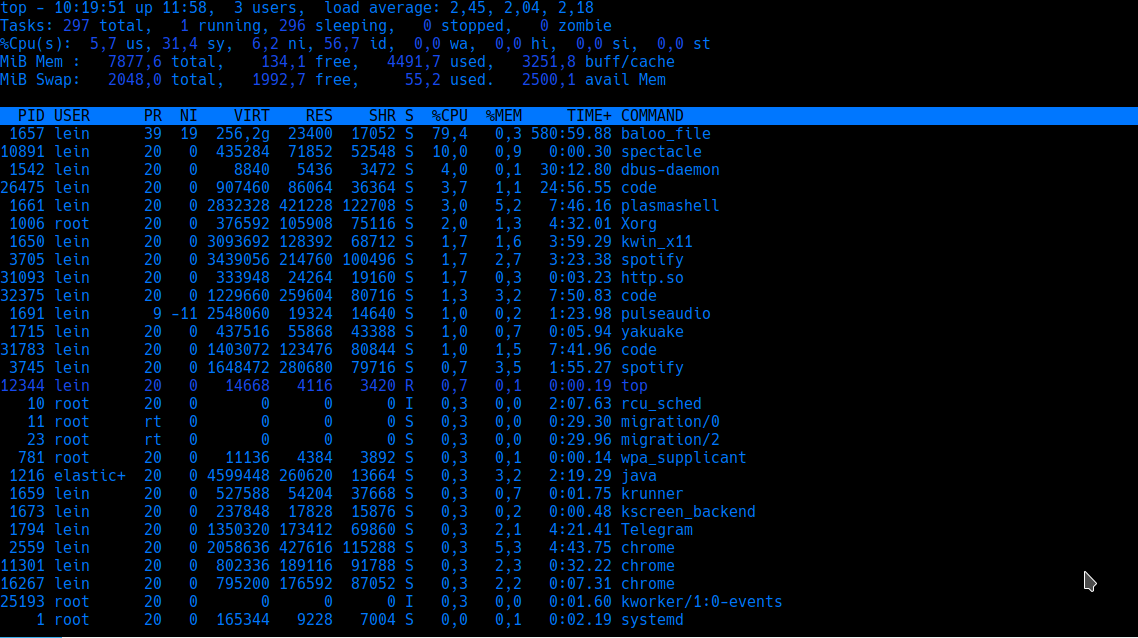 top - 10:19:51 up 11:58,  3 users,  load average: 2,45, 2,04, 2,18
Tasks: 297 total,   1 running, 296 sleeping,   0 stopped,   0 zombie
%Cpu(s):  5,7 us, 31,4 sy,  6,2 ni, 56,7 id,  0,0 wa,  0,0 hi,  0,0 si,  0,0 st
MiB Mem :   7877,6 total,    134,1 free,   4491,7 used,   3251,8 buff/cache
MiB Swap:   2048,0 total,   1992,7 free,     55,2 used.   2500,1 avail Mem
  PID USER      PR  NI    VIRT    RES    SHR S  %CPU  %MEM     TIME+ COMMAND
 1657 lein      39  19  256,2g  23400  17052 S  79,4   0,3 580:59.88 baloo_file
10891 lein      20   0  435284  71852  52548 S  10,0   0,9   0:00.30 spectacle
 1542 lein      20   0    8840   5436   3472 S   4,0   0,1  30:12.80 dbus-daemon
26475 lein      20   0  907460  86064  36364 S   3,7   1,1  24:56.55 code
 1661 lein      20   0 2832328 421228 122708 S   3,0   5,2   7:46.16 plasmashell
 1006 root      20   0  376592 105908  75116 S   2,0   1,3   4:32.01 Xorg
 1650 lein      20   0 3093692 128392  68712 S   1,7   1,6   3:59.29 kwin_x11
 3705 lein      20   0 3439056 214760 100496 S   1,7   2,7   3:23.38 spotify
31093 lein      20   0  333948  24264  19160 S   1,7   0,3   0:03.23 http.so
32375 lein      20   0 1229660 259604  80716 S   1,3   3,2   7:50.83 code
 1691 lein       9 -11 2548060  19324  14640 S   1,0   0,2   1:23.98 pulseaudio
 1715 lein      20   0  437516  55868  43388 S   1,0   0,7   0:05.94 yakuake
31783 lein      20   0 1403072 123476  80844 S   1,0   1,5   7:41.96 code
 3745 lein      20   0 1648472 280680  79716 S   0,7   3,5   1:55.27 spotify
12344 lein      20   0   14668   4116   3420 R   0,7   0,1   0:00.19 top
   10 root      20   0       0      0      0 I   0,3   0,0   2:07.63 rcu_sched
   11 root      rt   0       0      0      0 S   0,3   0,0   0:29.30 migration/0
   23 root      rt   0       0      0      0 S   0,3   0,0   0:29.96 migration/2
  781 root      20   0   11136   4384   3892 S   0,3   0,1   0:00.14 wpa_supplicant
 1216 elastic+  20   0 4599448 260620  13664 S   0,3   3,2   2:19.29 java
 1659 lein      20   0  527588  54204  37668 S   0,3   0,7   0:01.75 krunner
 1673 lein      20   0  237848  17828  15876 S   0,3   0,2   0:00.48 kscreen_backend
 1794 lein      20   0 1350320 173412  69860 S   0,3   2,1   4:21.41 Telegram
 2559 lein      20   0 2058636 427616 115288 S   0,3   5,3   4:43.75 chrome
11301 lein      20   0  802336 189116  91788 S   0,3   2,3   0:32.22 chrome
16267 lein      20   0  795200 176592  87052 S   0,3   2,2   0:07.31 chrome
25193 root      20   0       0      0      0 I   0,3   0,0   0:01.60 kworker/1:0-events
    1 root      20   0  165344   9228   7004 S   0,0   0,1   0:02.19 systemd